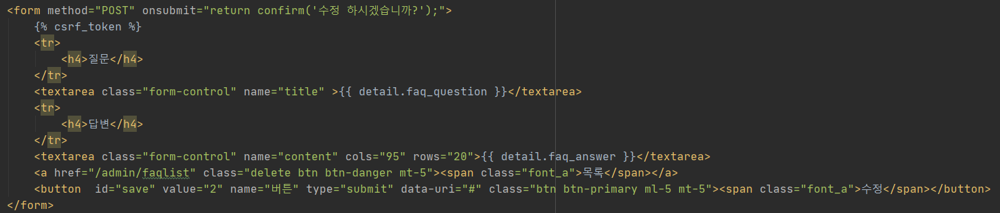 <form method="POST" onsubmit="return confirm('수정 하시겠습니까?');">
    {% csrf_token %}
    <tr>
        <h4>질문</h4>
    </tr>
    <textarea class="form-control" name="title" >{{ detail.faq_question }}</textarea>
    <tr>
        <h4>답변</h4>
    </tr>
    <textarea class="form-control" name="content" cols="95" rows="20">{{ detail.faq_answer }}</textarea>
    <a href="/admin/faqlist" class="delete btn btn-danger mt-5"><span class="font_a">목록</span></a>
    <button  id="save" value="2" name="버튼" type="submit" data-uri="#" class="btn btn-primary ml-5 mt-5"><span class="font_a">수정</span></button>
</form>